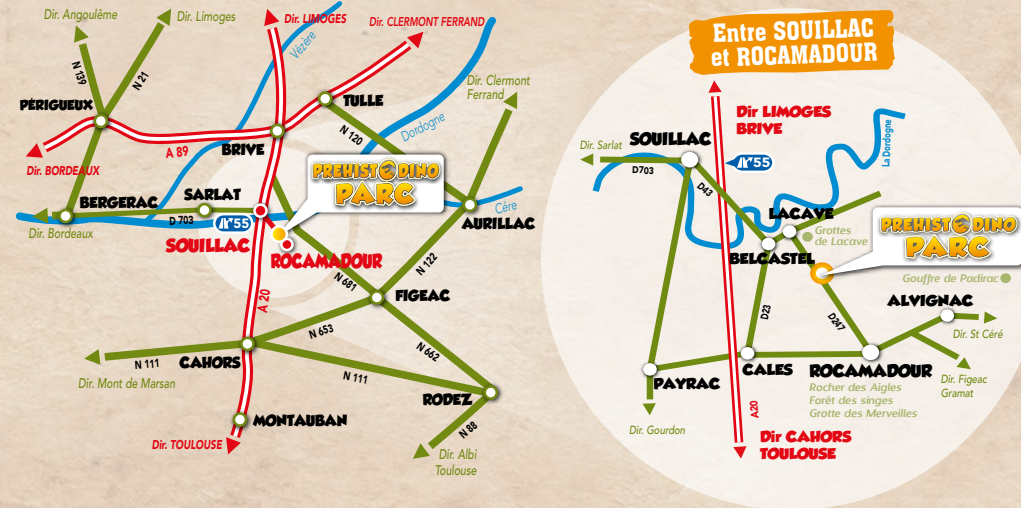 Dir. Angoulême
Dir. Limoges
Dir. LIMOGES
Dir. CLERMONT FERRAND
Vézère
N 139
N 21
PÉRIGUEUX
TULLE
Dir. Clermont
Ferrand
Dordogne
N 120
A 89
BRIVE
Dir. BORDEAUX
PREHISTO DINO
PARC
BERGERAC
SARLAT
D 703
55
Cére
AURILLAC
Dir. Bordeaux
SOUILLAC
ROCAMADOUR
N 122
N 681
A 20
FIGEAC
N 653
N 662
CAHORS
N 111
N 111
Dir. Mont de Marsan
RODEZ
MONTAUBAN
N 88
Dir. TOULOUSE
Dir. Albi
Toulouse
Entre SOUILLAC
et ROCAMADOUR
Dir LIMOGES
BRIVE
SOUILLAC
Dir. Sarlat
D703
55
La Dordogne
D43
LACAVE
Grottes
de Lacave
BELCASTEL
PREHISTO DINO
PARC
Gouffre de Padirac
ALVIGNAC
D23
D247
Dir. St Céré
PAYRAC
CALES
ROCAMADOUR
Rocher des Aigles
Forêt des singes
Grotte des Merveilles
Dir. Figeac
Gramat
A20
Dir. Gourdon
Dir CAHORS
TOULOUSE